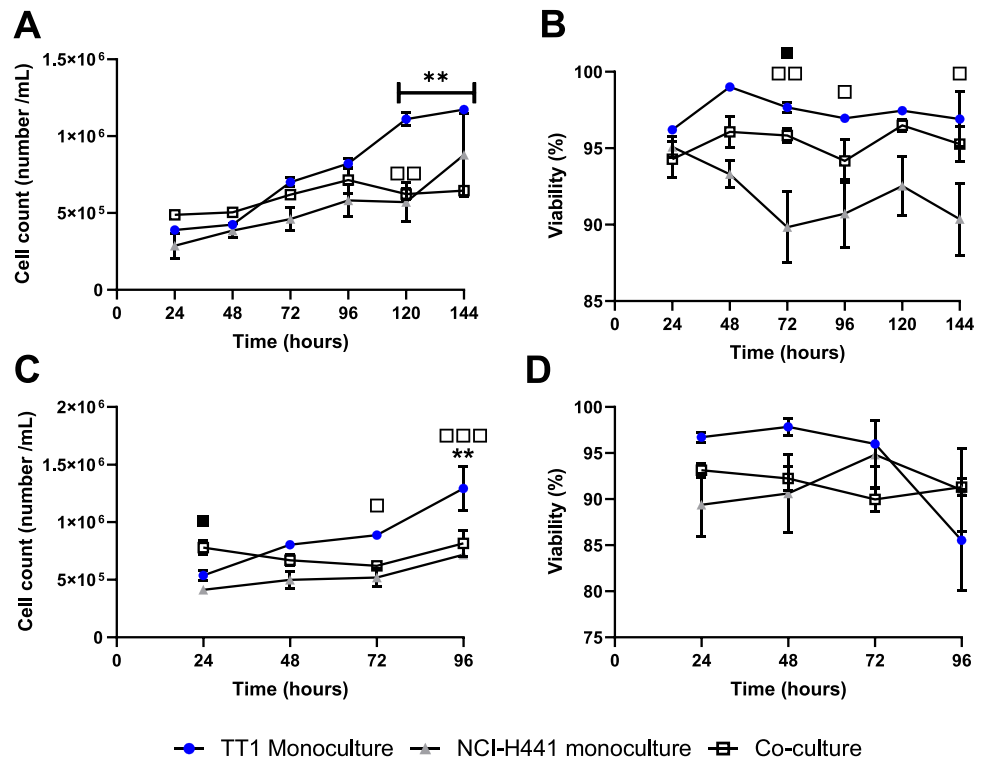 A
Cell count (number /mL)
1.5×10⁶
1×10⁶
5×10⁵
0
**
0 24 48 72 96 120 144
Time (hours)
B
Viability (%)
100
95
90
85
0 24 48 72 96 120 144
Time (hours)
C
Cell count (number /mL)
2×10⁶
1.5×10⁶
1×10⁶
5×10⁵
0
**
0 24 48 72 96
Time (hours)
D
Viability (%)
100
95
90
85
80
75
0 24 48 72 96
Time (hours)
TT1 Monoculture NCI-H441 monoculture Co-culture